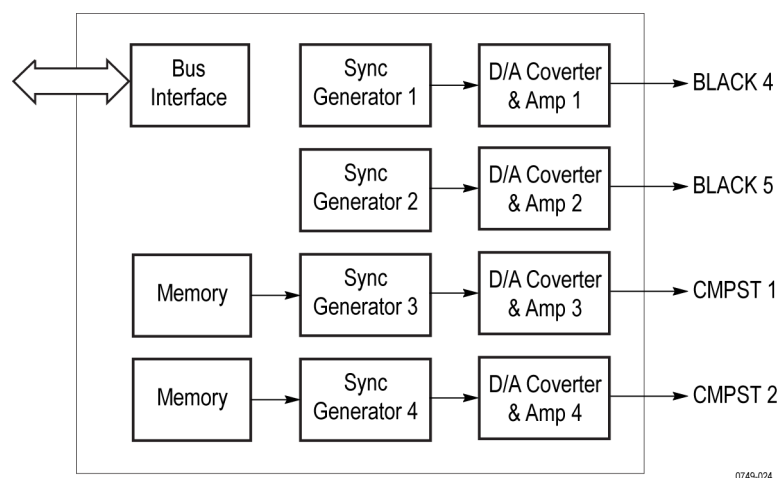 Bus
Interface
Sync
Generator 1
D/A Coverter
& Amp 1
BLACK 4
Sync
Generator 2
D/A Coverter
& Amp 2
BLACK 5
Memory
Sync
Generator 3
D/A Coverter
& Amp 3
CMPST 1
Memory
Sync
Generator 4
D/A Coverter
& Amp 4
CMPST 2
0749-024